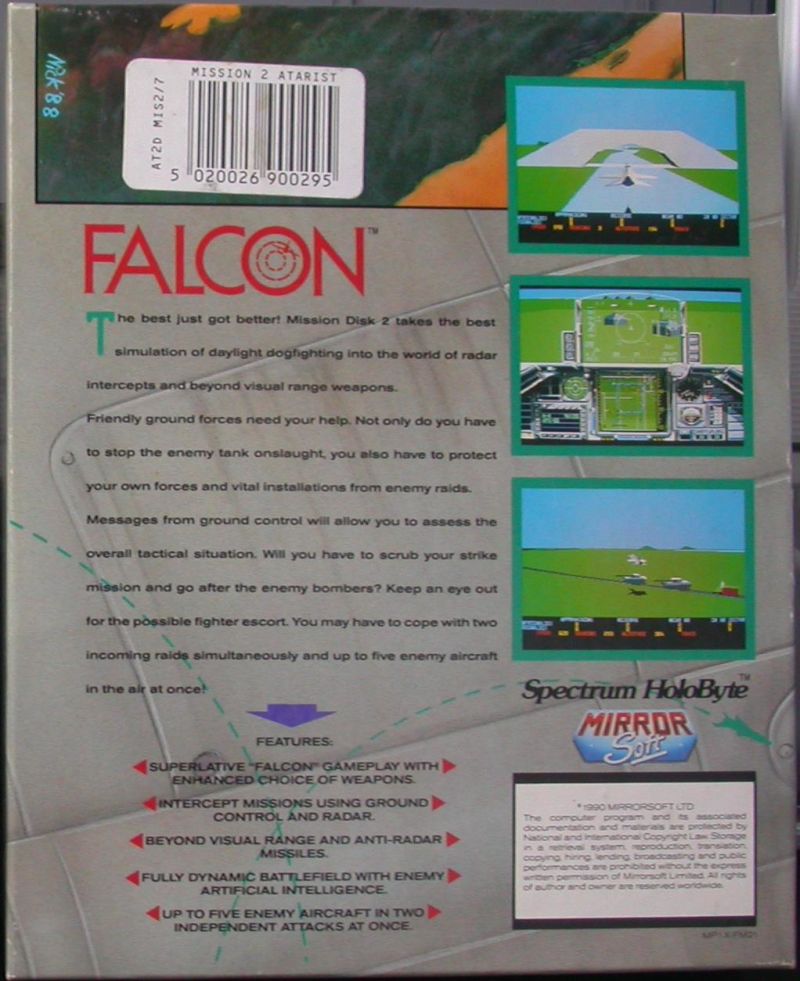 MRK '88
MISSION 2 ATARIST
AT2D MIS2/7
5 020026 900295
FALCON™
The best just got better! Mission Disk 2 takes the best
simulation of daylight dogfighting into the world of radar
intercepts and beyond visual range weapons.
Friendly ground forces need your help. Not only do you have
to stop the enemy tank onslaught, you also have to protect
your own forces and vital installations from enemy raids.
Messages from ground control will allow you to assess the
overall tactical situation. Will you have to scrub your strike
mission and go after the enemy bombers? Keep an eye out
for the possible fighter escort. You may have to cope with two
incoming raids simultaneously and up to five enemy aircraft
in the air at once!
FEATURES:
SUPERLATIVE "FALCON" GAMEPLAY WITH
ENHANCED CHOICE OF WEAPONS.
INTERCEPT MISSIONS USING GROUND
CONTROL AND RADAR.
BEYOND VISUAL RANGE AND ANTI-RADAR
MISSILES.
FULLY DYNAMIC BATTLEFIELD WITH ENEMY
ARTIFICIAL INTELLIGENCE.
UP TO FIVE ENEMY AIRCRAFT IN TWO
INDEPENDENT ATTACKS AT ONCE.
Spectrum HoloByte™
MIRROR
Soft
© 1990 MIRRORSOFT LTD
The computer program and its associated
documentation and materials are protected by
National and International Copyright Law. Storage
in a retrieval system, reproduction, translation,
copying, hiring, lending, broadcasting and public
performances are prohibited without the express
written permission of Mirrorsoft Limited. All rights
of author and owner are reserved worldwide.